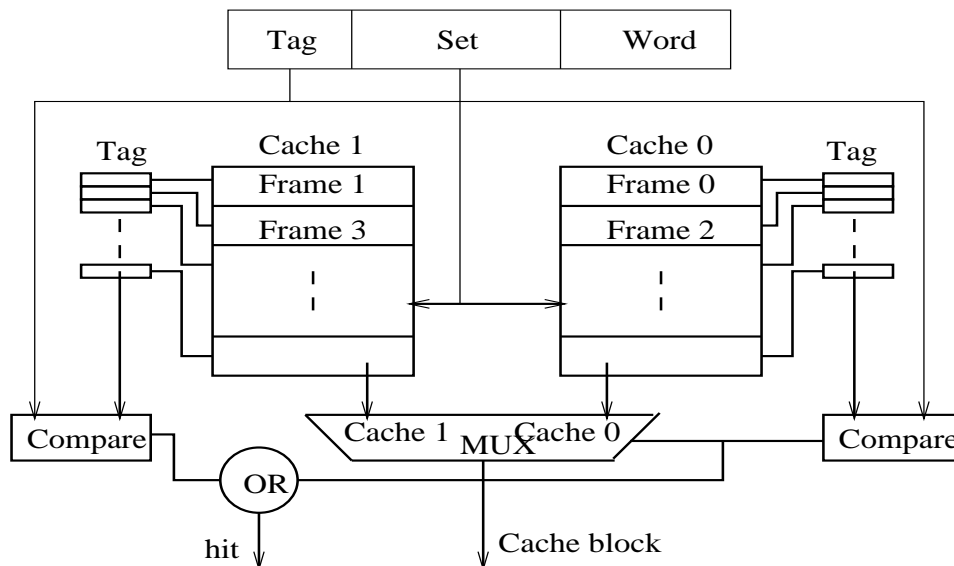 Tag Set Word
Cache 1 Cache 0
Tag Tag
Frame 1 Frame 0
Frame 3 Frame 2
Cache 1 Cache 0
Compare MUX Compare
OR
hit Cache block